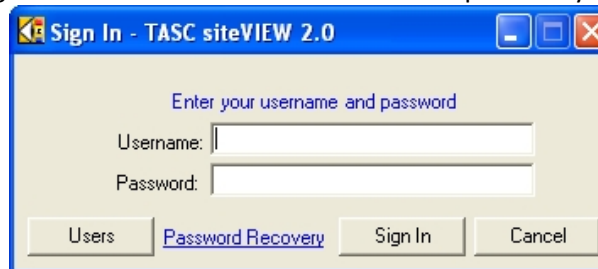 Sign In - TASC siteVIEW 2.0
Enter your username and password
Username:
Password:
Users Password Recovery Sign In Cancel